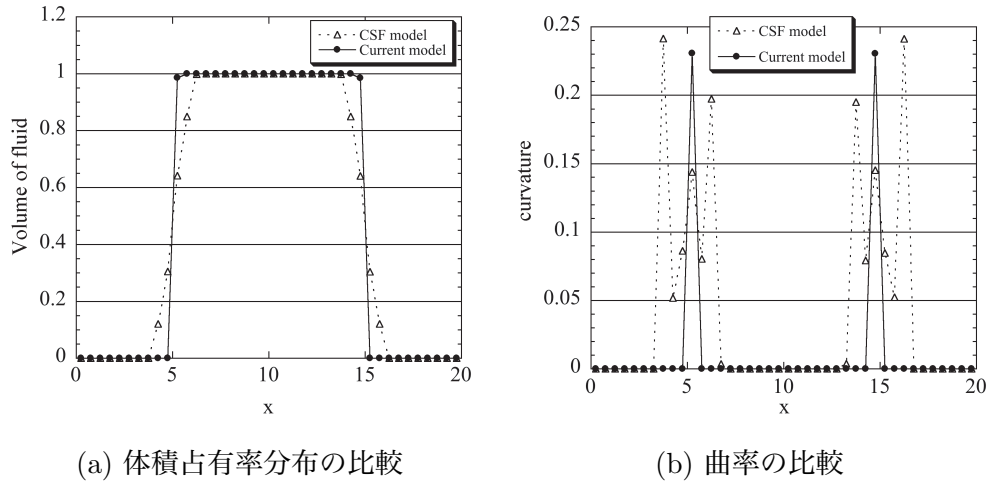 1.2
1
0.8
0.6
0.4
0.2
0
Volume of fluid
0
5
10
15
20
x
CSF model
Current model
(a) 体積占有率分布の比較
0.25
0.2
0.15
0.1
0.05
0
curvature
0
5
10
15
20
x
CSF model
Current model
(b) 曲率の比較